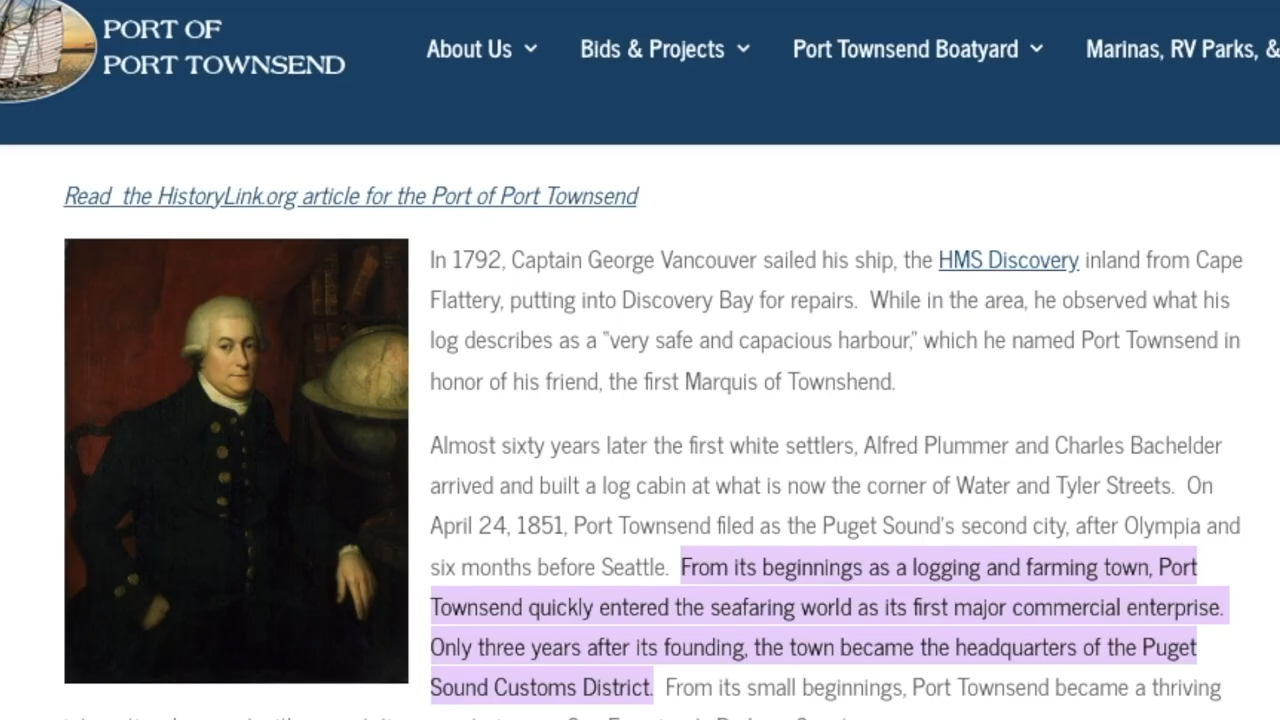 PORT OF
PORT TOWNSEND
About Us
Bids & Projects
Port Townsend Boatyard
Marinas, RV Parks, &
Read the HistoryLink.org article for the Port of Port Townsend
In 1792, Captain George Vancouver sailed his ship, the HMS Discovery inland from Cape
Flattery, putting into Discovery Bay for repairs. While in the area, he observed what his
log describes as a "very safe and capacious harbour," which he named Port Townsend in
honor of his friend, the first Marquis of Townshend.
Almost sixty years later the first white settlers, Alfred Plummer and Charles Bachelder
arrived and built a log cabin at what is now the corner of Water and Tyler Streets. On
April 24, 1851, Port Townsend filed as the Puget Sound's second city, after Olympia and
six months before Seattle. From its beginnings as a logging and farming town, Port
Townsend quickly entered the seafaring world as its first major commercial enterprise.
Only three years after its founding, the town became the headquarters of the Puget
Sound Customs District. From its small beginnings, Port Townsend became a thriving